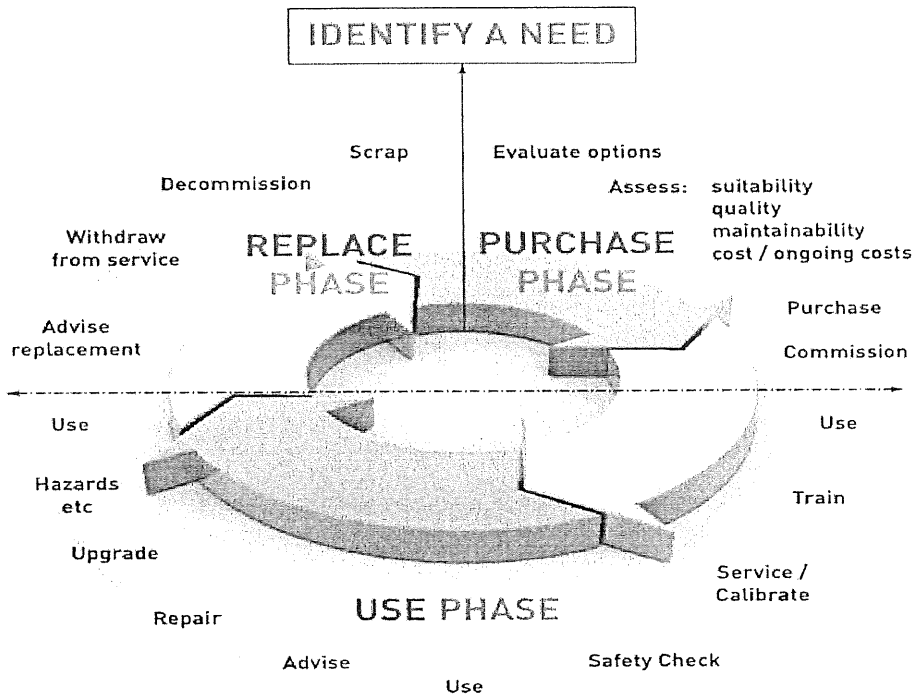 IDENTIFY A NEED
Scrap
Evaluate options
Decommission
Assess: suitability
quality
maintainability
cost / ongoing costs
Withdraw
from service
REPLACE
PHASE
PURCHASE
PHASE
Purchase
Advise
replacement
Commission
Use
Use
Hazards
etc
Train
Upgrade
Service /
Calibrate
Repair
USE PHASE
Advise
Safety Check
Use